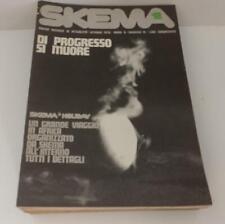 SKEMA
DI PROGRESSO
SI MUORE
SKEMA HOLIDAY
UN GRANDE VIAGGIO
IN AFRICA
ORGANIZZATO
DA SKEMA
ALL'INTERNO
TUTTI I DETTAGLI